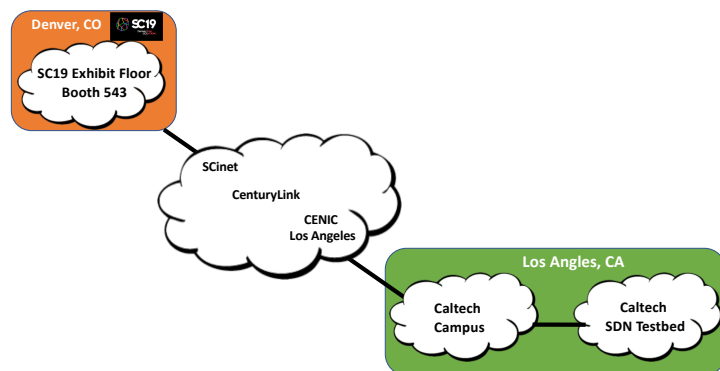 Denver, CO
SC19
SC19 Exhibit Floor
Booth 543
SCinet
CenturyLink
CENIC
Los Angeles
Los Angles, CA
Caltech
Campus
Caltech
SDN Testbed